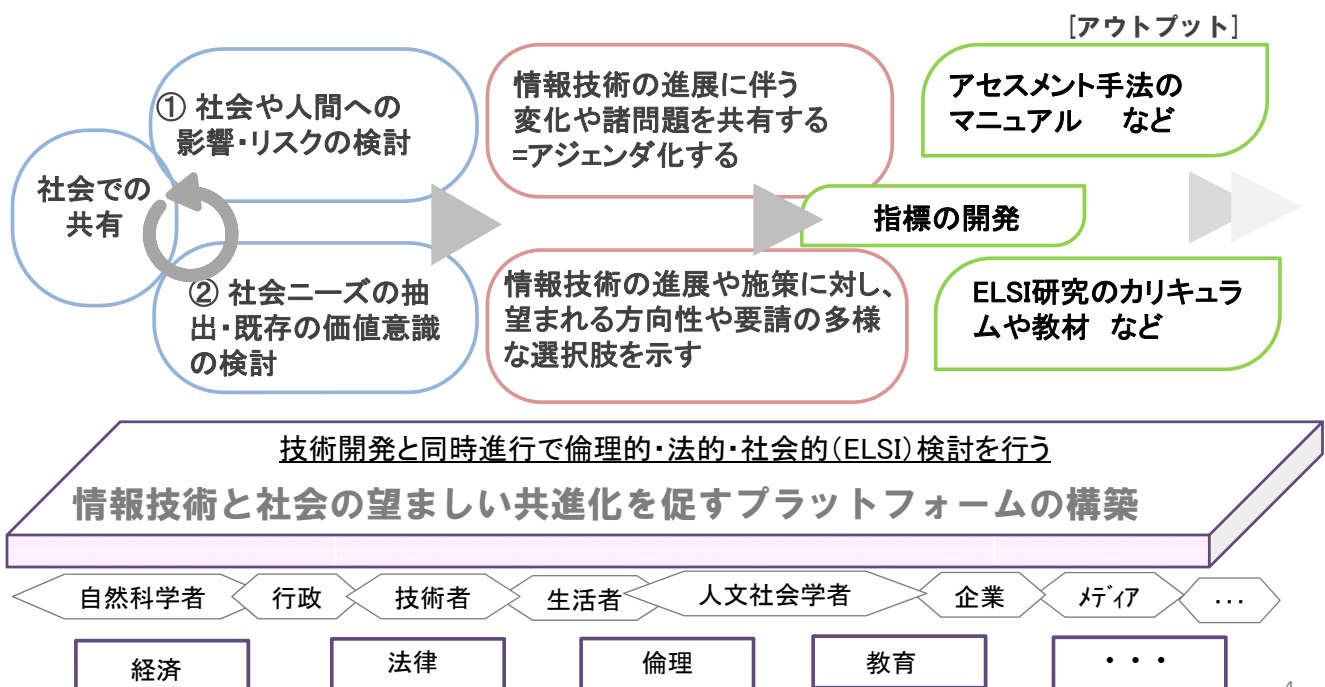 [アウトプット]
① 社会や人間への
影響・リスクの検討
社会での
共有
② 社会ニーズの抽
出・既存の価値意識
の検討
情報技術の進展に伴う
変化や諸問題を共有する
=アジェンダ化する
情報技術の進展や施策に対し、
望まれる方向性や要請の多様
な選択肢を示す
アセスメント手法の
マニュアル など
指標の開発
ELSI研究のカリキュラ
ムや教材 など
技術開発と同時進行で倫理的・法的・社会的(ELSI)検討を行う
情報技術と社会の望ましい共進化を促すプラットフォームの構築
自然科学者 行政 技術者 生活者 人文社会学者 企業 ﾒﾃﾞｨｱ ...
経済 法律 倫理 教育 ・・・